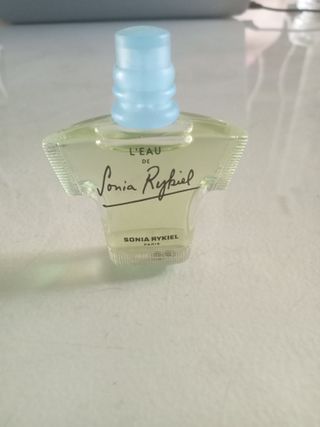 L'EAU
DE
Sonia Rykiel
SONIA RYKIEL
PARIS